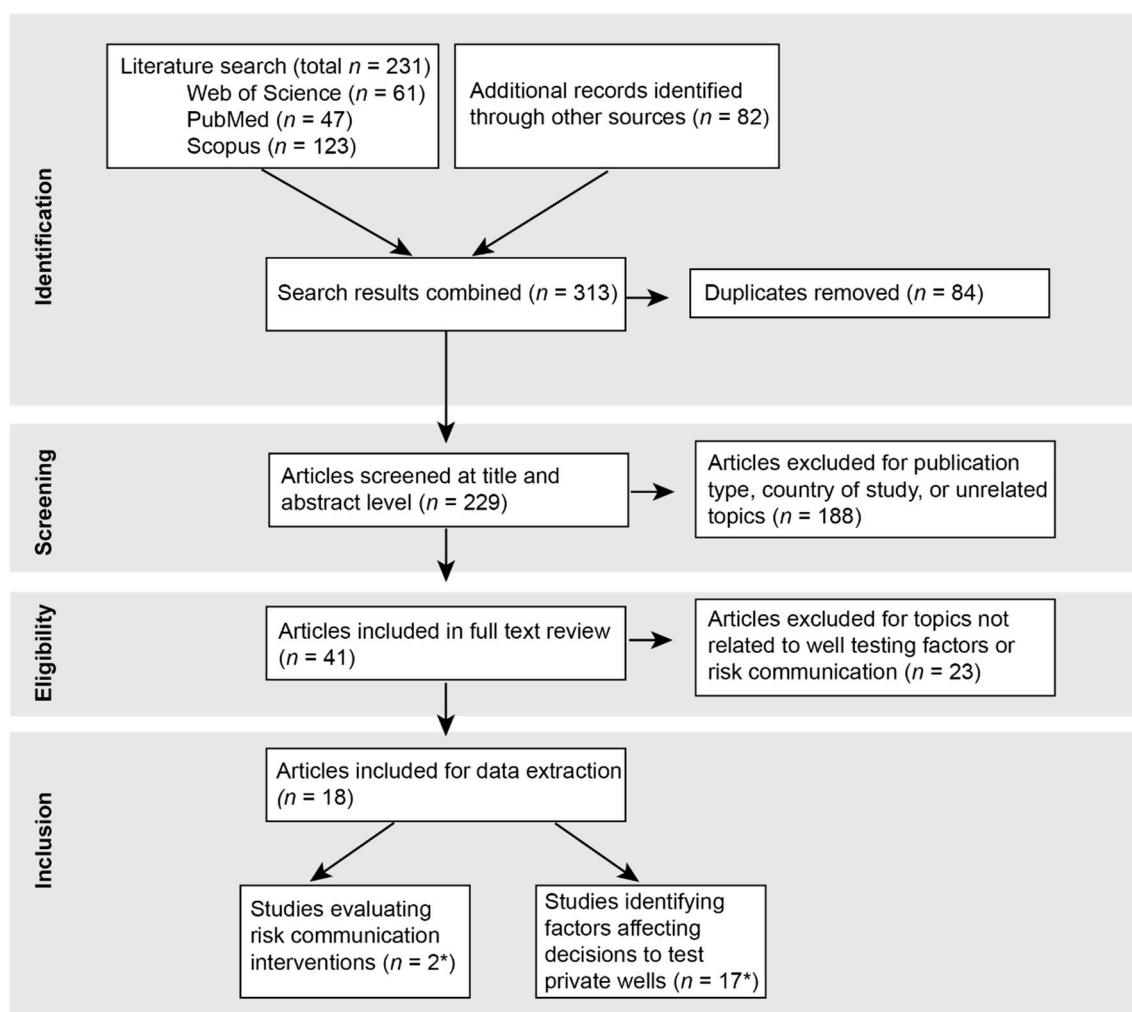 Identification
Literature search (total n = 231)
Web of Science (n = 61)
PubMed (n = 47)
Scopus (n = 123)
Additional records identified
through other sources (n = 82)
Search results combined (n = 313)
Duplicates removed (n = 84)
Screening
Articles screened at title and
abstract level (n = 229)
Articles excluded for publication
type, country of study, or unrelated
topics (n = 188)
Eligibility
Articles included in full text review
(n = 41)
Articles excluded for topics not
related to well testing factors or
risk communication (n = 23)
Inclusion
Articles included for data extraction
(n = 18)
Studies evaluating
risk communication
interventions (n = 2*)
Studies identifying
factors affecting
decisions to test
private wells (n = 17*)